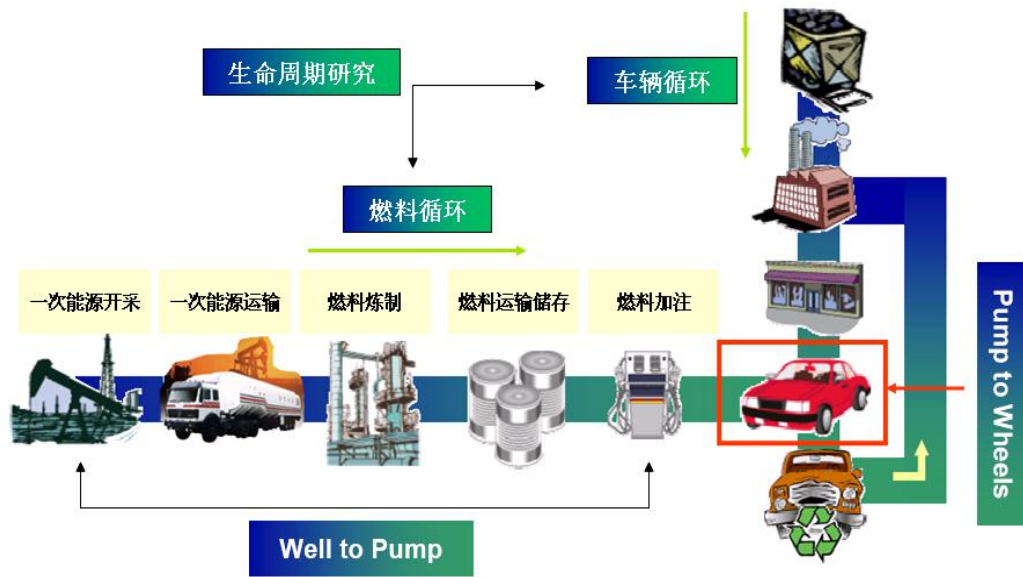 生命周期研究
车辆循环
燃料循环
一次能源开采
一次能源运输
燃料炼制
燃料运输储存
燃料加注
Pump to Wheels
Well to Pump